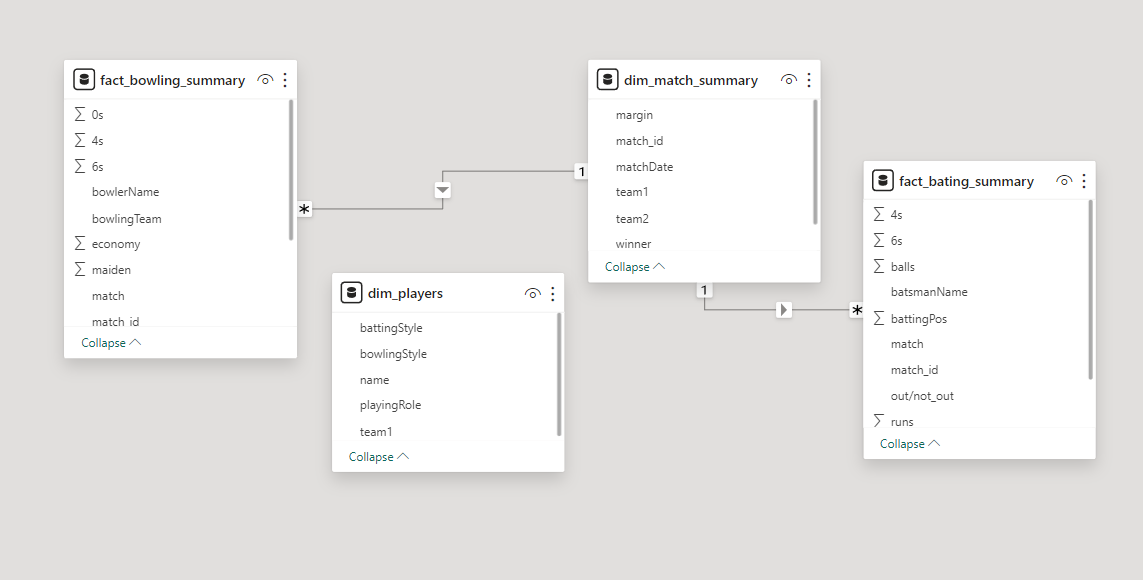 fact_bowling_summary
0s
4s
6s
bowlerName
bowlingTeam
economy
maiden
match
match_id
Collapse
1
*
dim_players
battingStyle
bowlingStyle
name
playingRole
team1
Collapse
dim_match_summary
margin
match_id
matchDate
team1
team2
winner
Collapse
1
*
fact_bating_summary
4s
6s
balls
batsmanName
battingPos
match
match_id
out/not_out
runs
Collapse